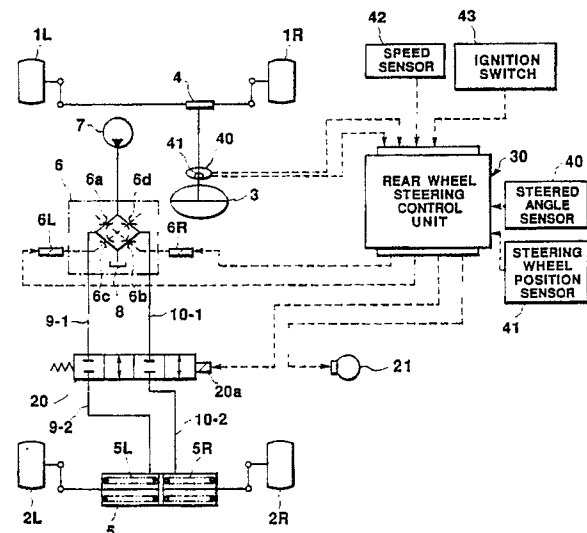 1L
1R
42
43
SPEED
SENSOR
IGNITION
SWITCH
4
7
40
41
30
6
6a
6d
3
REAR WHEEL
STEERING
CONTROL
UNIT
40
STEERED
ANGLE
SENSOR
6L
6R
STEERING
WHEEL
POSITION
SENSOR
41
6c
8
6b
9-1
10-1
21
20
20a
9-2
10-2
5L
5R
2L
5
2R